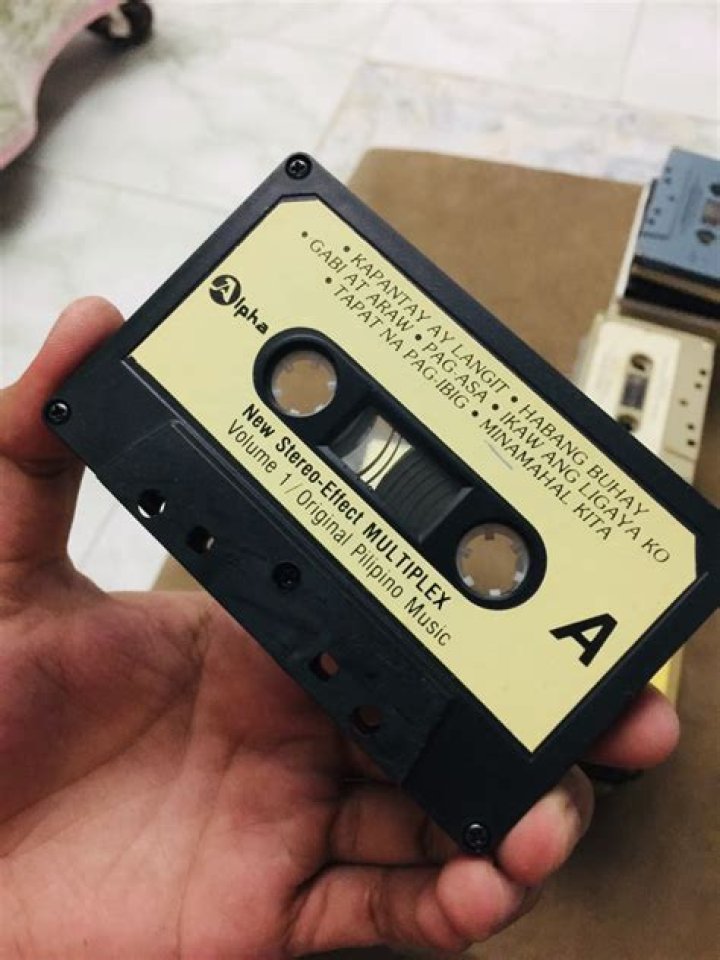 • KAPANTAY AY LANGIT • HABANG BUHAY
• GABI AT ARAW • PAG-ASA • IKAW ANG LIGAYA KO
• TAPAT NA PAG-IBIG • MINAMAHAL KITA
Alpha
New Stereo-Effect MULTIPLEX
Volume 1/Original Pilipino Music
A